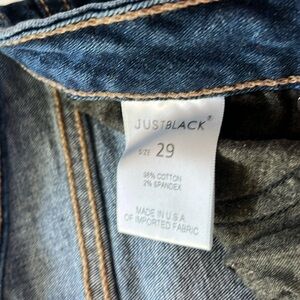 JUSTBLACK®
SIZE 29
98% COTTON
2% SPANDEX
MADE IN U.S.A
OF IMPORTED FABRIC